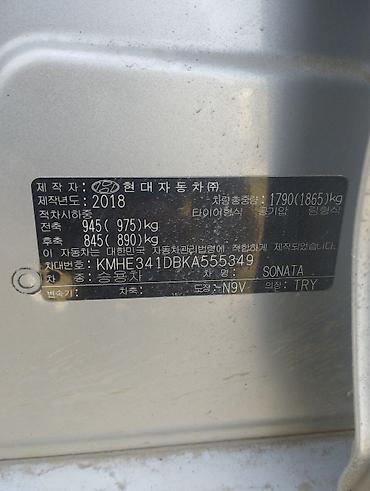 제 작 자 : 현대자동차㈜
제작년도: 2018 차량총중량: 1790(1865)kg
적차시하중 타이어형식 공기압 림형식
전축 945( 975)kg
후축 845( 890)kg
이 자동차는 대한민국 자동차관리법령에 적합하게 제작되었습니다.
차대번호: KMHE341DBKA555349
차 종 : 승용차 차 명 : SONATA
변속기: 차축: 도장: -N9V 의장: TRY